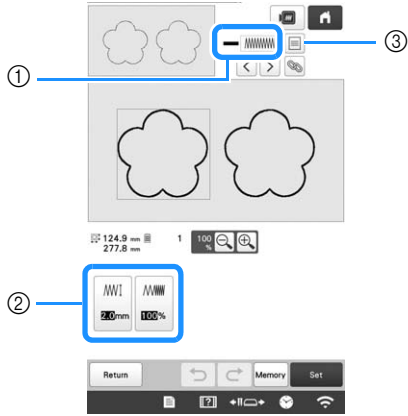 ①
③
②
124.9 mm 1 100 %
277.8 mm
2.0mm 100%
Return Memory Set